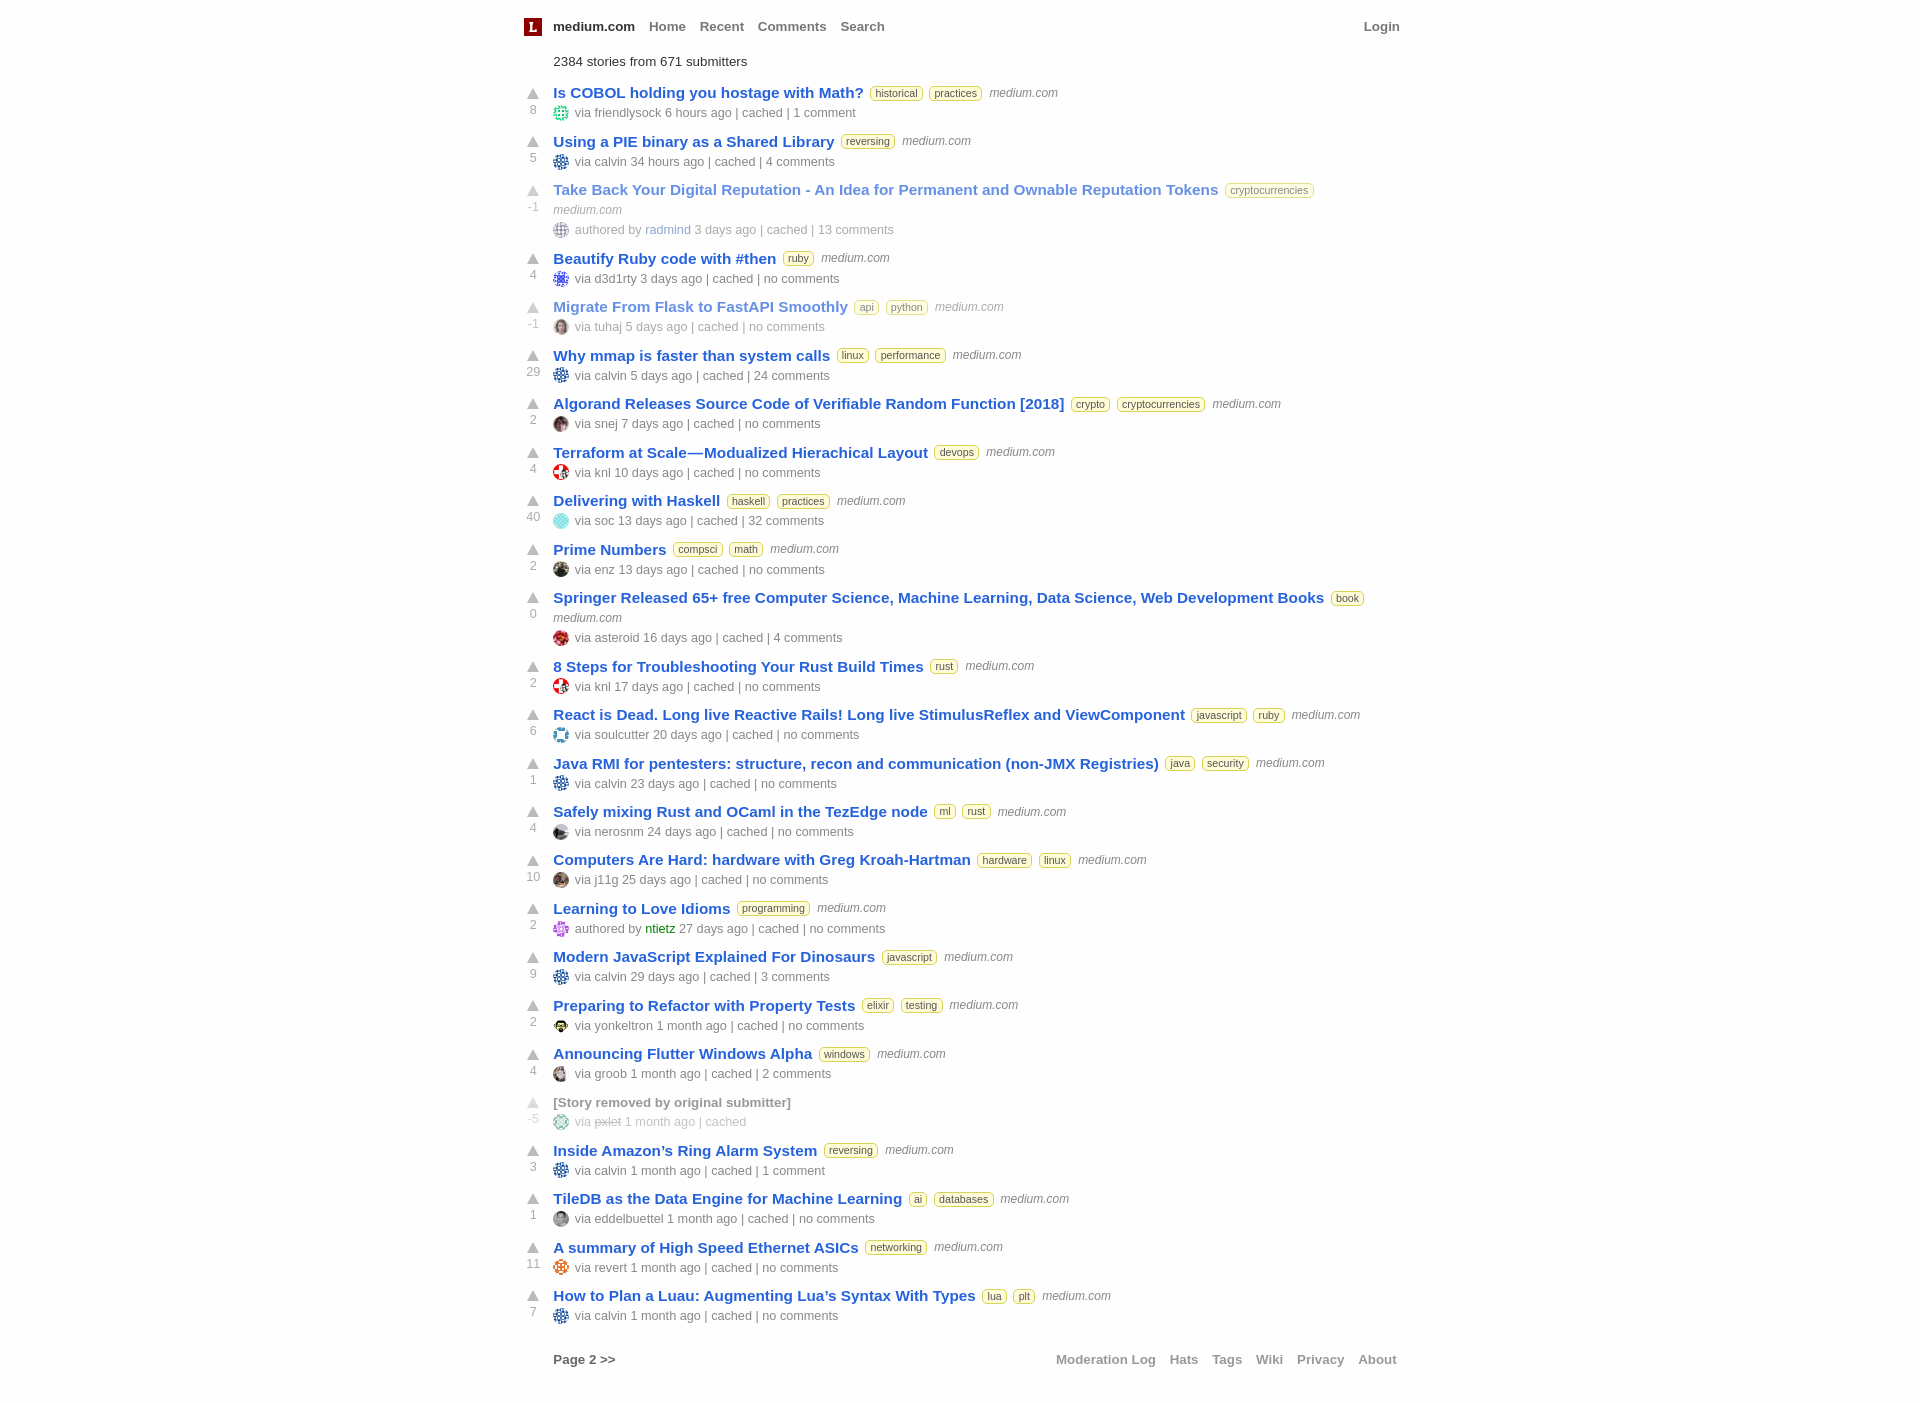 L medium.com Home Recent Comments Search Login
2384 stories from 671 submitters
Is COBOL holding you hostage with Math? historical practices medium.com
8 via friendlysock 6 hours ago | cached | 1 comment
Using a PIE binary as a Shared Library reversing medium.com
5 via calvin 34 hours ago | cached | 4 comments
Take Back Your Digital Reputation - An Idea for Permanent and Ownable Reputation Tokens cryptocurrencies
-1 medium.com
authored by radmind 3 days ago | cached | 13 comments
Beautify Ruby code with #then ruby medium.com
4 via d3d1rty 3 days ago | cached | no comments
Migrate From Flask to FastAPI Smoothly api python medium.com
-1 via tuhaj 5 days ago | cached | no comments
Why mmap is faster than system calls linux performance medium.com
29 via calvin 5 days ago | cached | 24 comments
Algorand Releases Source Code of Verifiable Random Function [2018] crypto cryptocurrencies medium.com
2 via snej 7 days ago | cached | no comments
Terraform at Scale — Modualized Hierachical Layout devops medium.com
4 via knl 10 days ago | cached | no comments
Delivering with Haskell haskell practices medium.com
40 via soc 13 days ago | cached | 32 comments
Prime Numbers compsci math medium.com
2 via enz 13 days ago | cached | no comments
Springer Released 65+ free Computer Science, Machine Learning, Data Science, Web Development Books book
0 medium.com
via asteroid 16 days ago | cached | 4 comments
8 Steps for Troubleshooting Your Rust Build Times rust medium.com
2 via knl 17 days ago | cached | no comments
React is Dead. Long live Reactive Rails! Long live StimulusReflex and ViewComponent javascript ruby medium.com
6 via soulcutter 20 days ago | cached | no comments
Java RMI for pentesters: structure, recon and communication (non-JMX Registries) java security medium.com
1 via calvin 23 days ago | cached | no comments
Safely mixing Rust and OCaml in the TezEdge node ml rust medium.com
4 via nerosnm 24 days ago | cached | no comments
Computers Are Hard: hardware with Greg Kroah-Hartman hardware linux medium.com
10 via j11g 25 days ago | cached | no comments
Learning to Love Idioms programming medium.com
2 authored by ntietz 27 days ago | cached | no comments
Modern JavaScript Explained For Dinosaurs javascript medium.com
9 via calvin 29 days ago | cached | 3 comments
Preparing to Refactor with Property Tests elixir testing medium.com
2 via yonkeltron 1 month ago | cached | no comments
Announcing Flutter Windows Alpha windows medium.com
4 via groob 1 month ago | cached | 2 comments
[Story removed by original submitter]
-5 via pxlet 1 month ago | cached
Inside Amazon’s Ring Alarm System reversing medium.com
3 via calvin 1 month ago | cached | 1 comment
TileDB as the Data Engine for Machine Learning ai databases medium.com
1 via eddelbuettel 1 month ago | cached | no comments
A summary of High Speed Ethernet ASICs networking medium.com
11 via revert 1 month ago | cached | no comments
How to Plan a Luau: Augmenting Lua’s Syntax With Types lua plt medium.com
7 via calvin 1 month ago | cached | no comments
Page 2 >> Moderation Log Hats Tags Wiki Privacy About